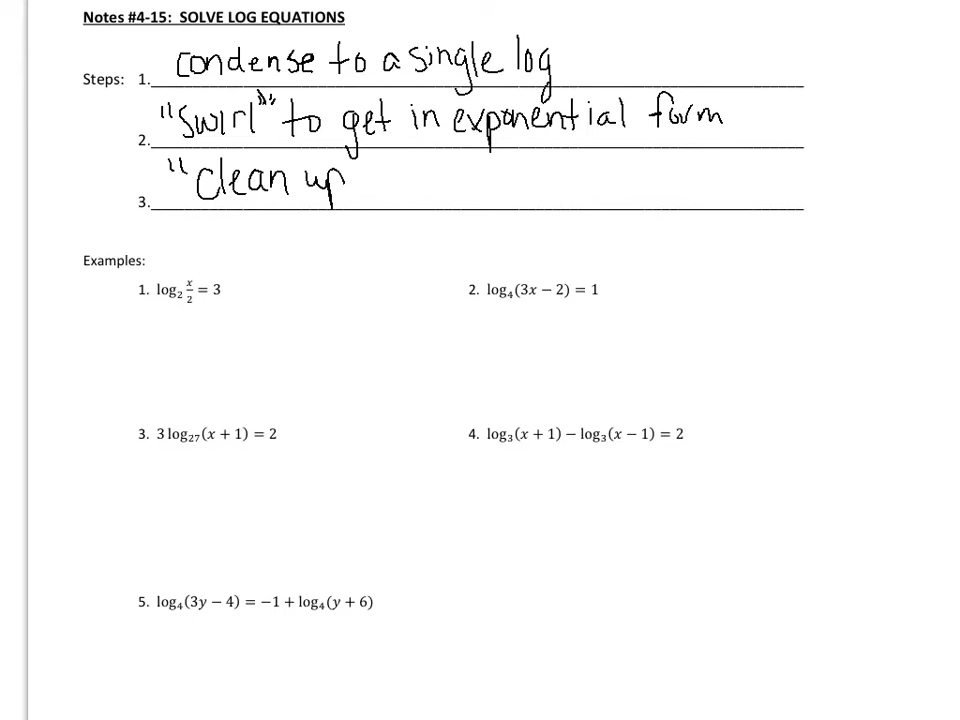 Notes #4-15: SOLVE LOG EQUATIONS
Steps: 1. condense to a single log
2. "swirl" to get in exponential form
3. "clean up
Examples:
1. log₂ x/2 = 3 2. log₄(3x − 2) = 1
3. 3 log₂₇(x + 1) = 2 4. log₃(x + 1) − log₃(x − 1) = 2
5. log₄(3y − 4) = −1 + log₄(y + 6)